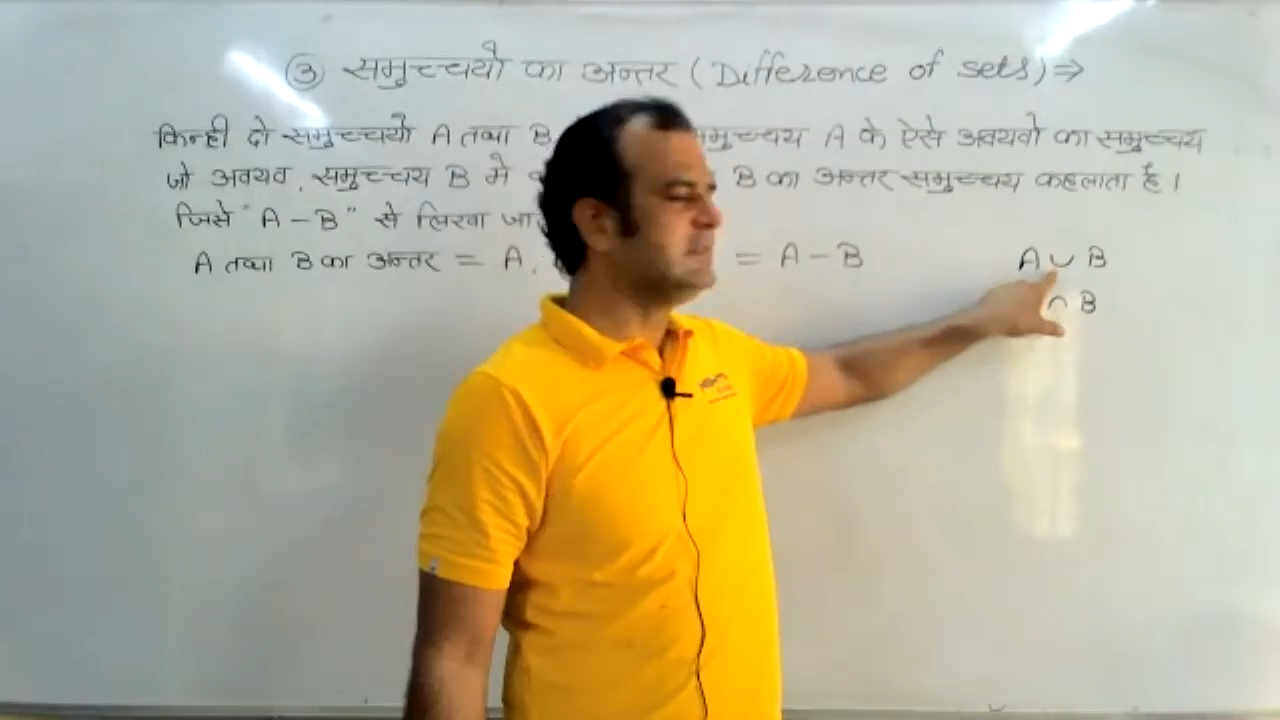 ③ समुच्चयो का अन्तर (Difference of sets) ⇒
किन्ही दो समुच्चयो A तथा B समुच्चय A के ऐसे अवयवो का समुच्चय
जो अवयव, समुच्चय B मे B का अन्तर समुच्चय कहलाता है।
जिसे "A – B" से लिखा
A तथा B का अन्तर = A, = A – B
A ∪ B
∩ B